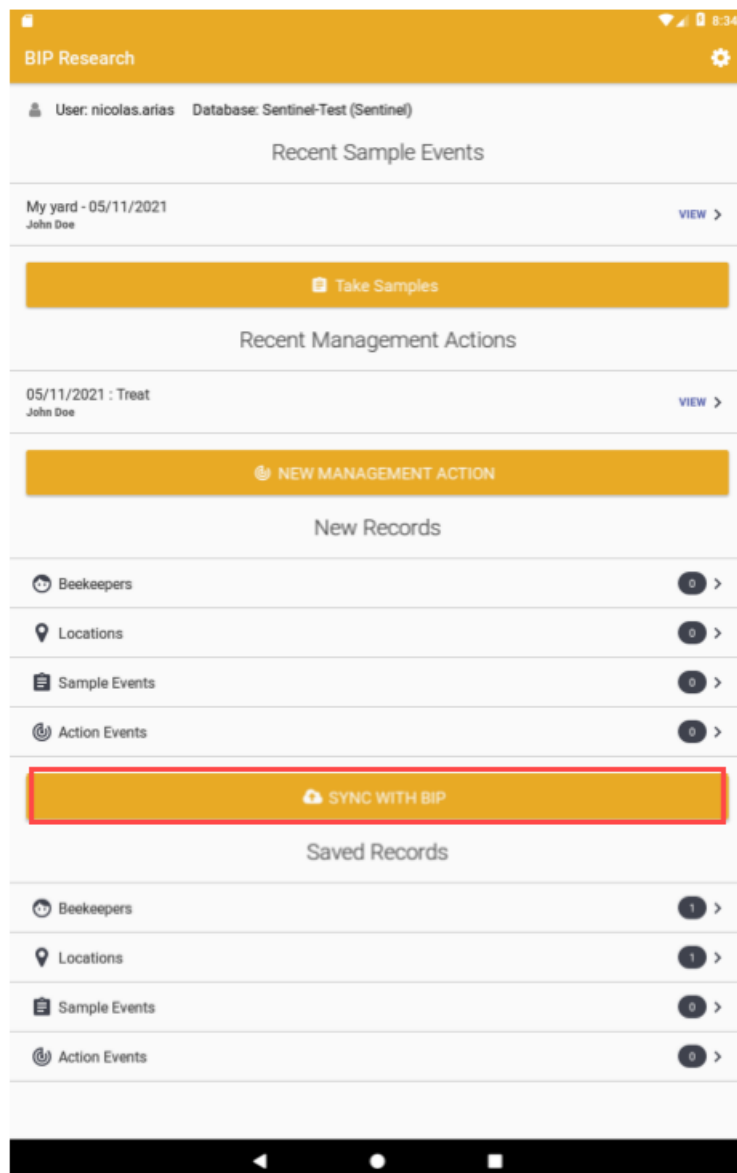 8:34
BIP Research
User: nicolas.arias Database: Sentinel-Test (Sentinel)
Recent Sample Events
My yard - 05/11/2021
John Doe
VIEW
Take Samples
Recent Management Actions
05/11/2021 : Treat
John Doe
VIEW
NEW MANAGEMENT ACTION
New Records
Beekeepers 0
Locations 0
Sample Events 0
Action Events 0
SYNC WITH BIP
Saved Records
Beekeepers 1
Locations 1
Sample Events 0
Action Events 0